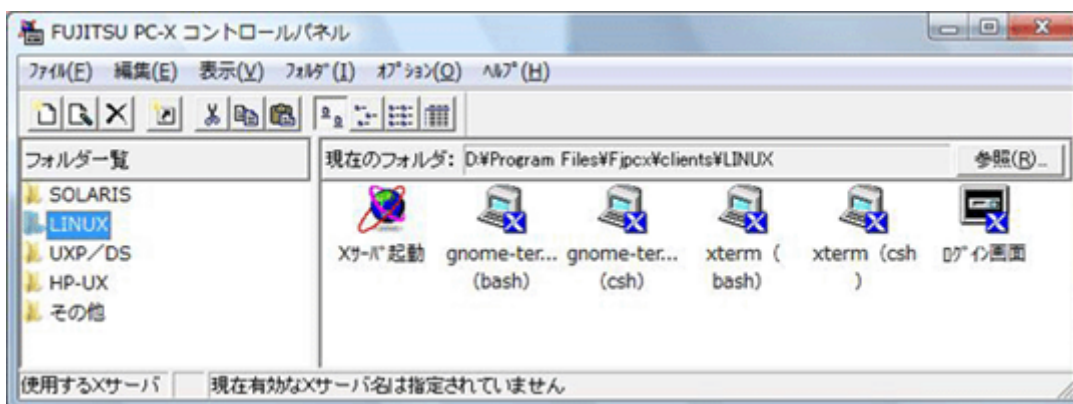 FUJITSU PC-X コントロールパネル
ﾌｧｲﾙ(F) 編集(E) 表示(V) ﾌｫﾙﾀﾞ(I) ｵﾌﾟｼｮﾝ(O) ﾍﾙﾌﾟ(H)
フォルダ一覧
現在のフォルダ: D:¥Program Files¥Fjpcx¥clients¥LINUX 参照(R)...
SOLARIS
LINUX
UXP／DS
HP-UX
その他
Xｻｰﾊﾞ起動
gnome-ter...
(bash)
gnome-ter...
(csh)
xterm (
bash)
xterm (csh
)
ﾛｸﾞｲﾝ画面
使用するXサーバ 現在有効なXサーバ名は指定されていません